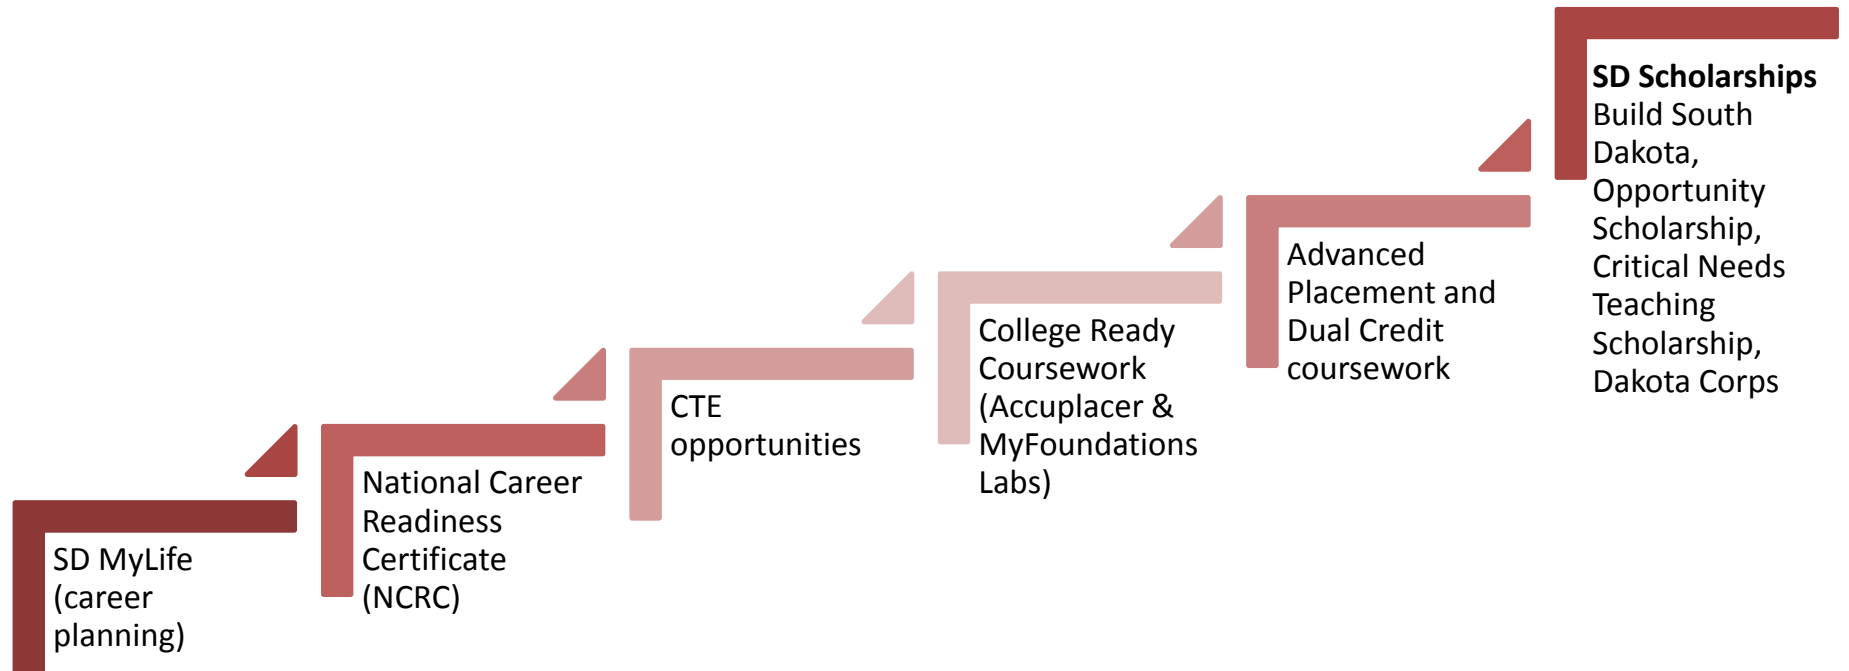 SD MyLife
(career
planning)
National Career
Readiness
Certificate
(NCRC)
CTE
opportunities
College Ready
Coursework
(Accuplacer &
MyFoundations
Labs)
Advanced
Placement and
Dual Credit
coursework
SD Scholarships
Build South
Dakota,
Opportunity
Scholarship,
Critical Needs
Teaching
Scholarship,
Dakota Corps